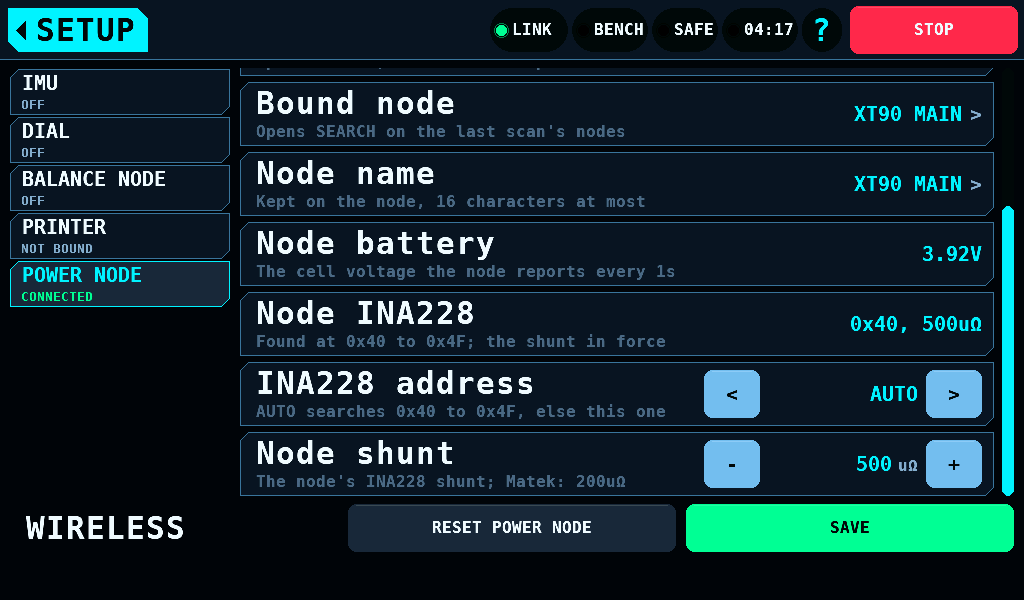 SETUP
LINK
BENCH
SAFE
04:17
?
STOP
IMU
OFF
DIAL
OFF
BALANCE NODE
OFF
PRINTER
NOT BOUND
POWER NODE
CONNECTED
Bound node
Opens SEARCH on the last scan's nodes
XT90 MAIN >
Node name
Kept on the node, 16 characters at most
XT90 MAIN >
Node battery
The cell voltage the node reports every 1s
3.92V
Node INA228
Found at 0x40 to 0x4F; the shunt in force
0x40, 500uΩ
INA228 address
AUTO searches 0x40 to 0x4F, else this one
<
AUTO
>
Node shunt
The node's INA228 shunt; Matek: 200uΩ
-
500 uΩ
+
WIRELESS
RESET POWER NODE
SAVE